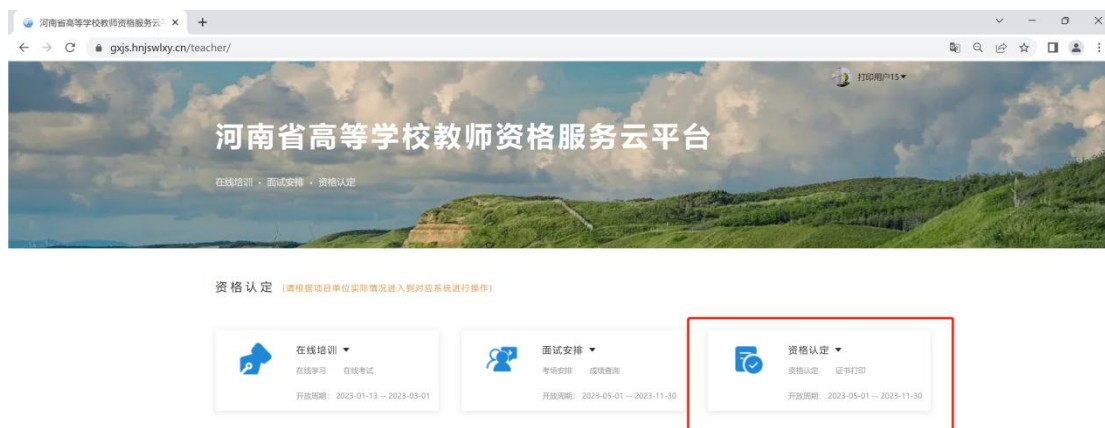 河南省高等学校教师资格服务云平
gxjs.hnjswlxy.cn/teacher/
打印用户15
河南省高等学校教师资格服务云平台
在线培训 · 面试安排 · 资格认定
资格认定 (请根据项目单位实际情况进入到对应系统进行操作)
在线培训
在线学习 在线考试
开放周期: 2023-01-13 -- 2023-03-01
面试安排
考场安排 成绩查询
开放周期: 2023-05-01 -- 2023-11-30
资格认定
资格认定 证书打印
开放周期: 2023-05-01 -- 2023-11-30